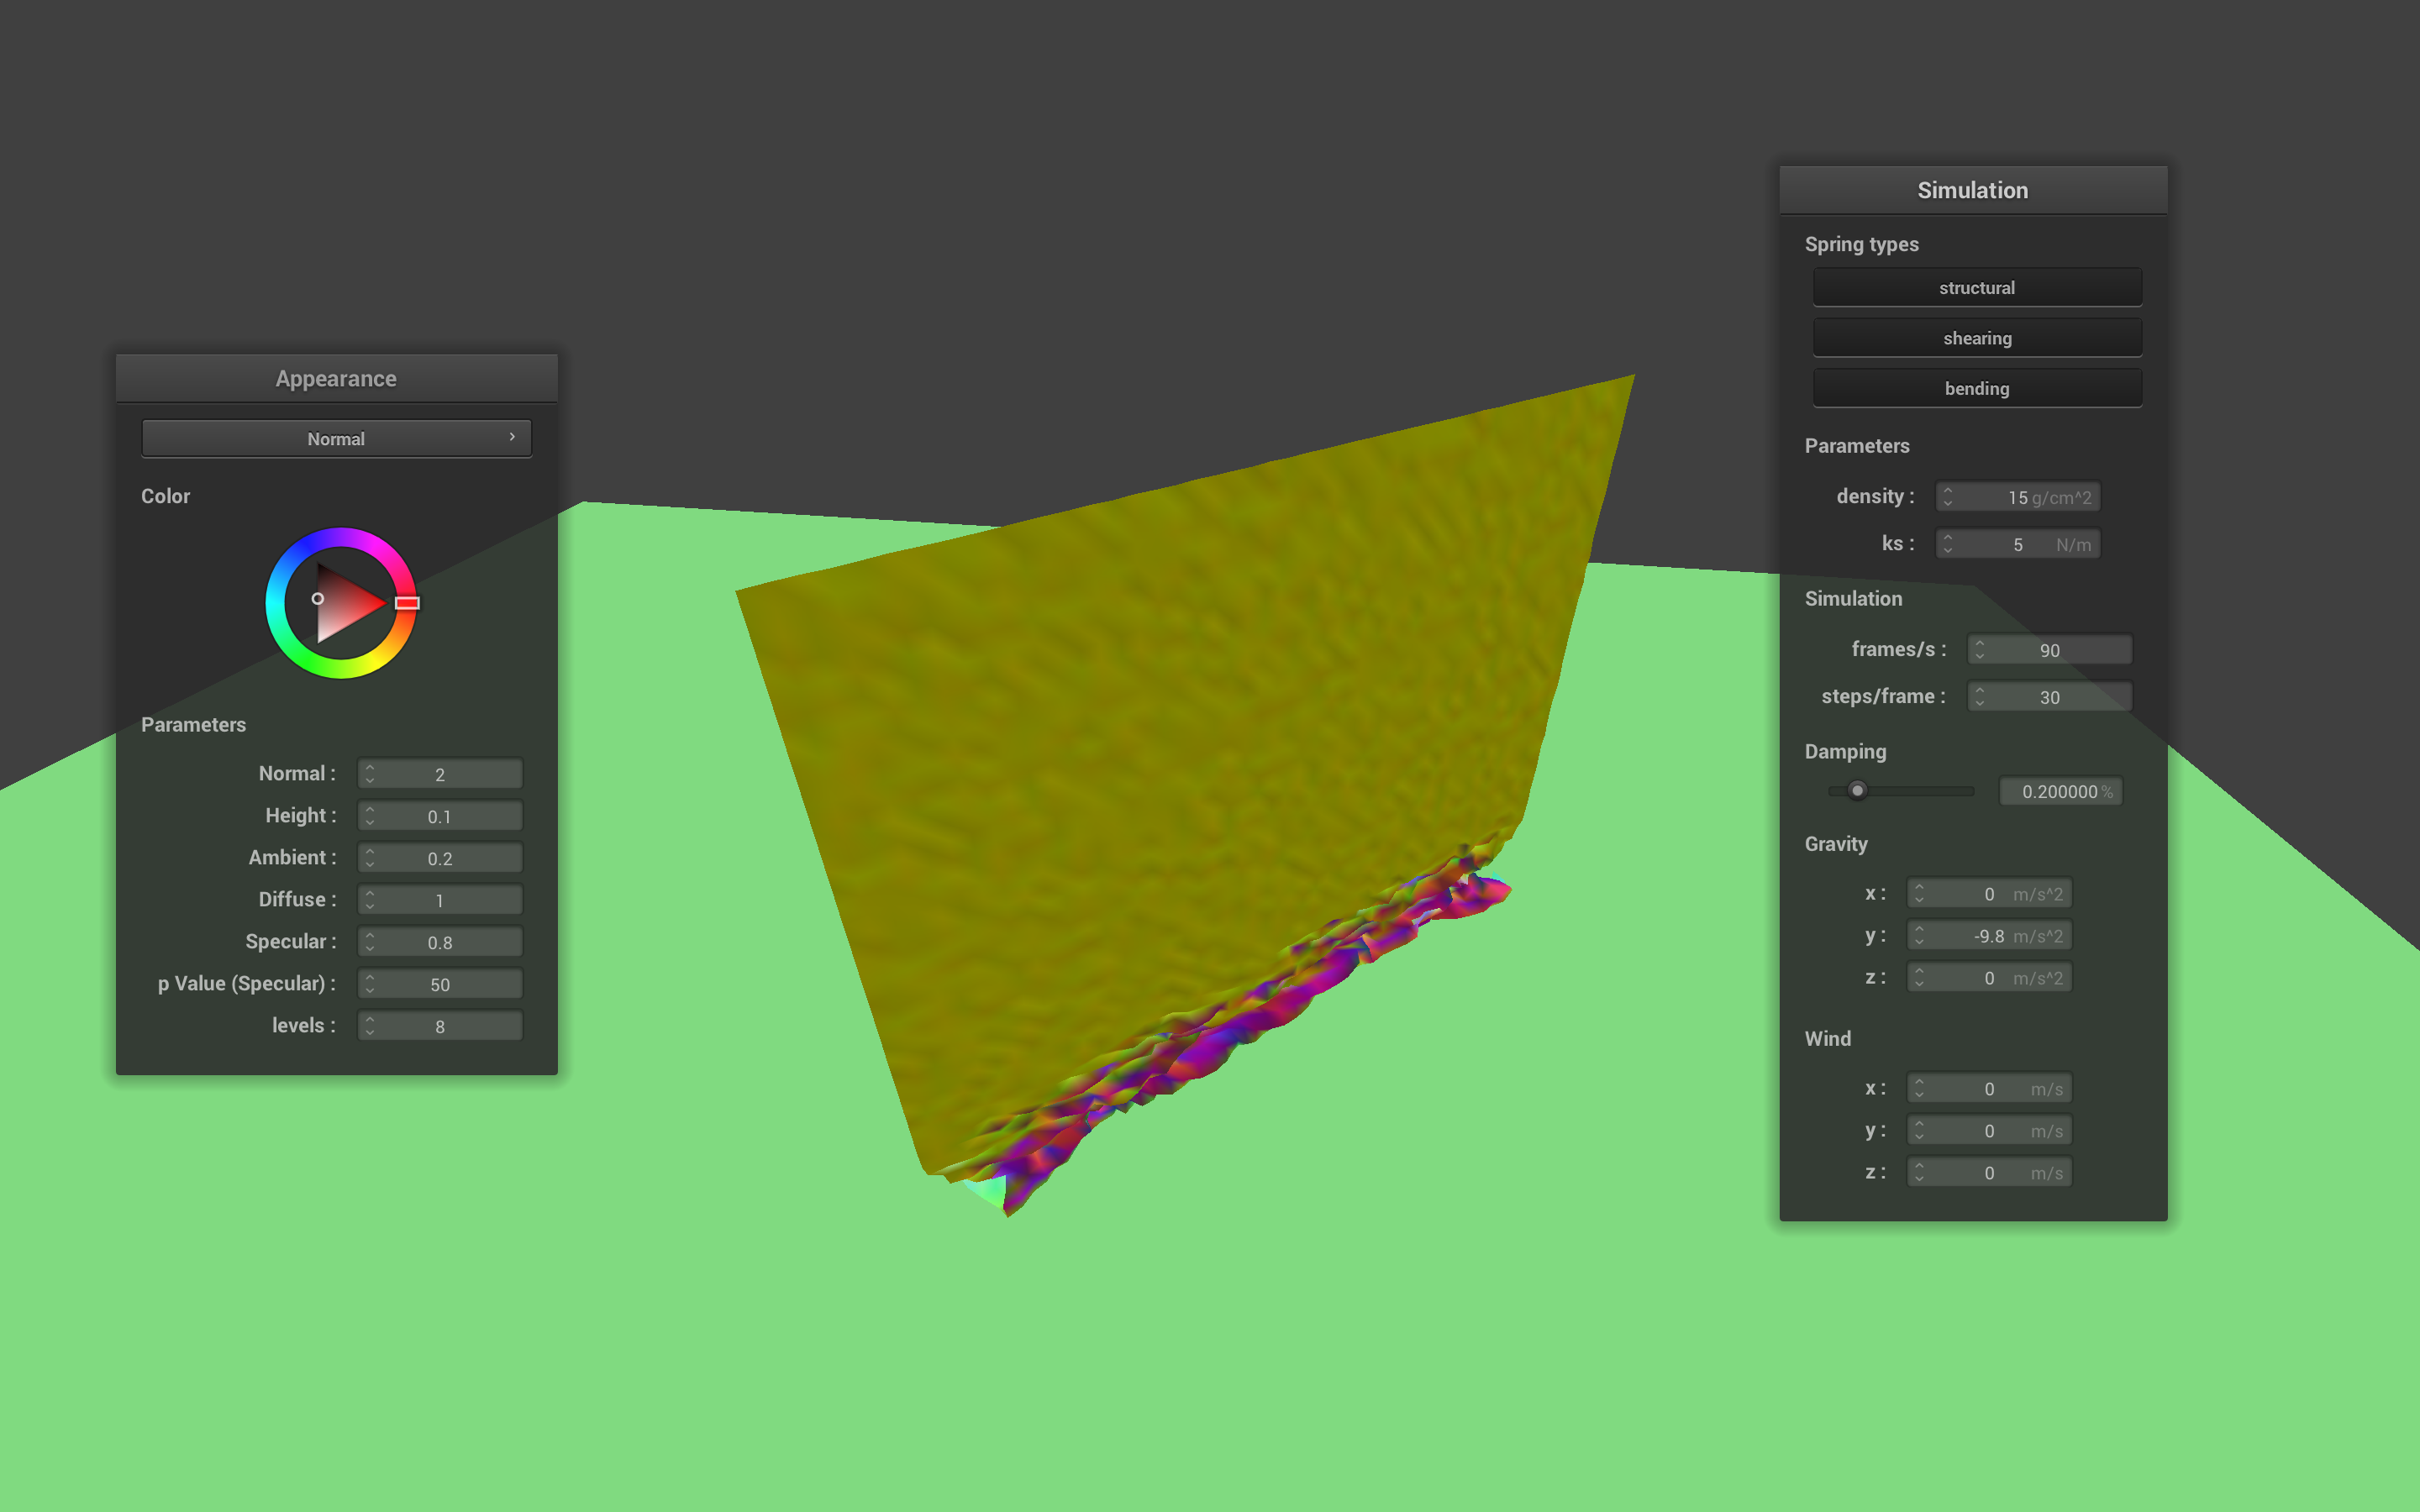 Appearance
Normal
Color
Parameters
Normal : 2
Height : 0.1
Ambient : 0.2
Diffuse : 1
Specular : 0.8
p Value (Specular) : 50
levels : 8
Simulation
Spring types
structural
shearing
bending
Parameters
density : 15 g/cm^2
ks : 5 N/m
Simulation
frames/s : 90
steps/frame : 30
Damping
0.200000 %
Gravity
x : 0 m/s^2
y : -9.8 m/s^2
z : 0 m/s^2
Wind
x : 0 m/s
y : 0 m/s
z : 0 m/s